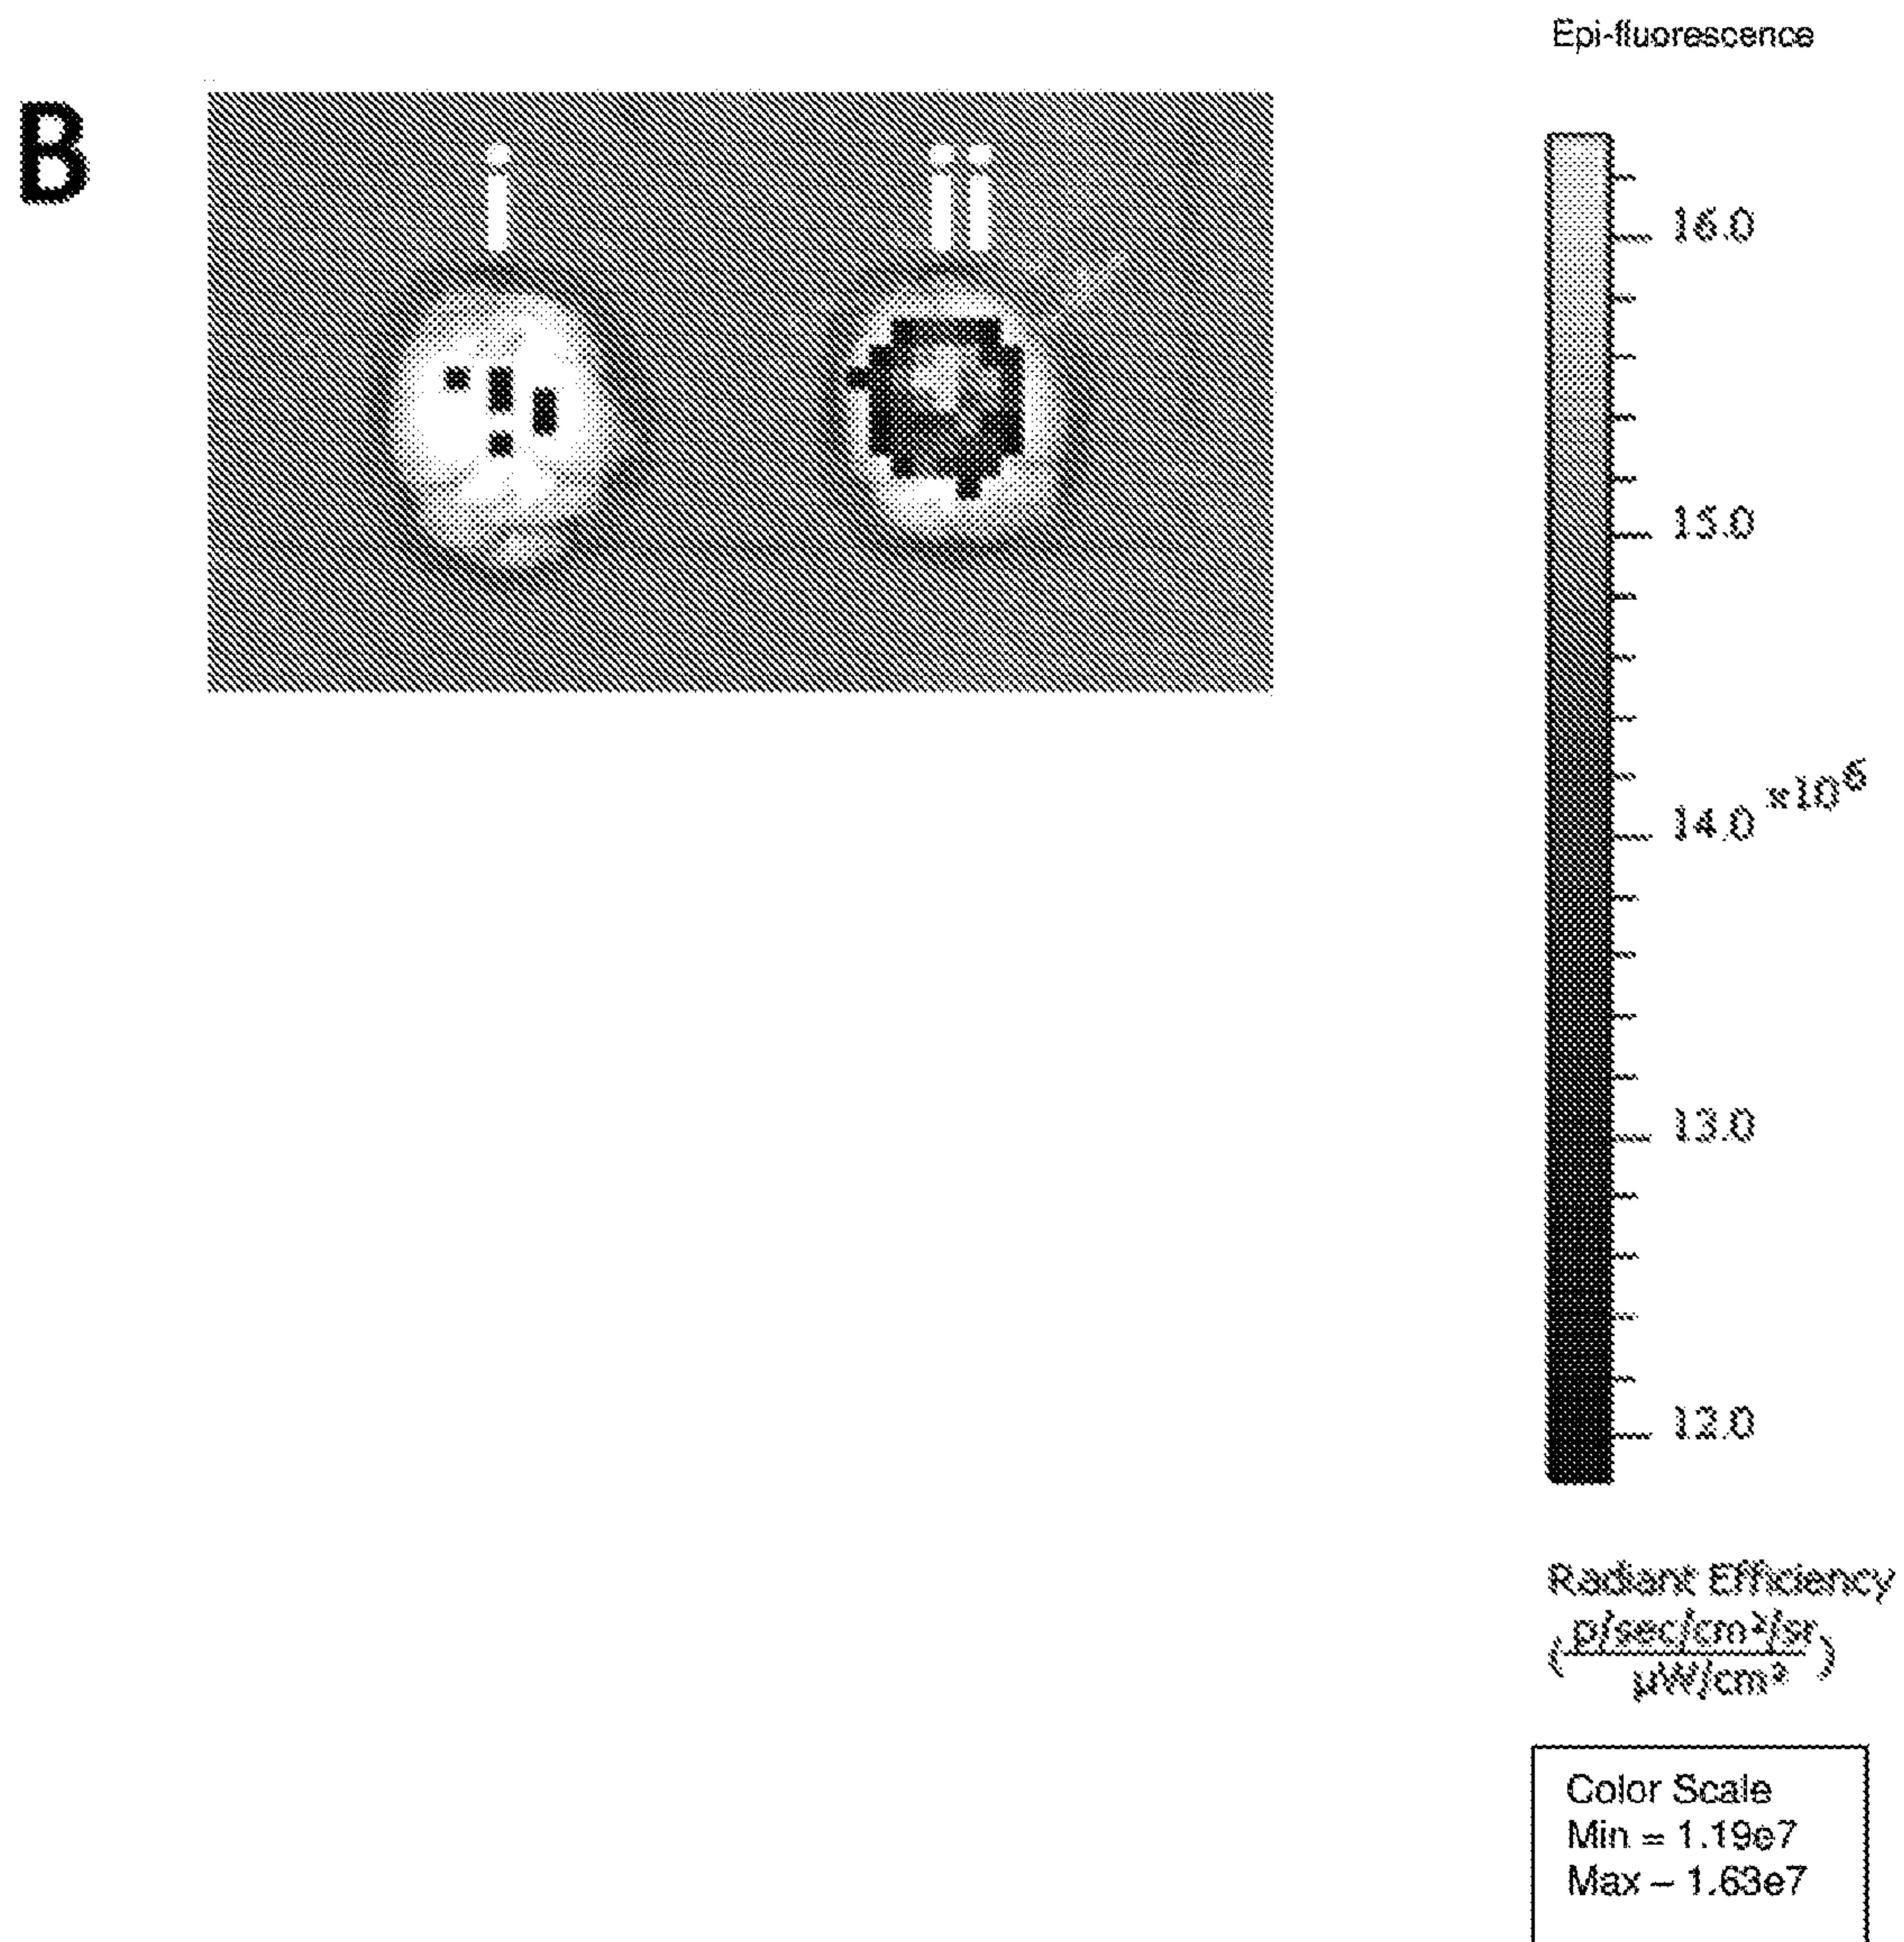 Epi-fluorescence
B
i
ii
16.0
15.0
14.0 ×10⁶
13.0
12.0
Radiant Efficiency
(p/sec/cm²/sr
μW/cm²)
Color Scale
Min = 1.19e7
Max – 1.63e7